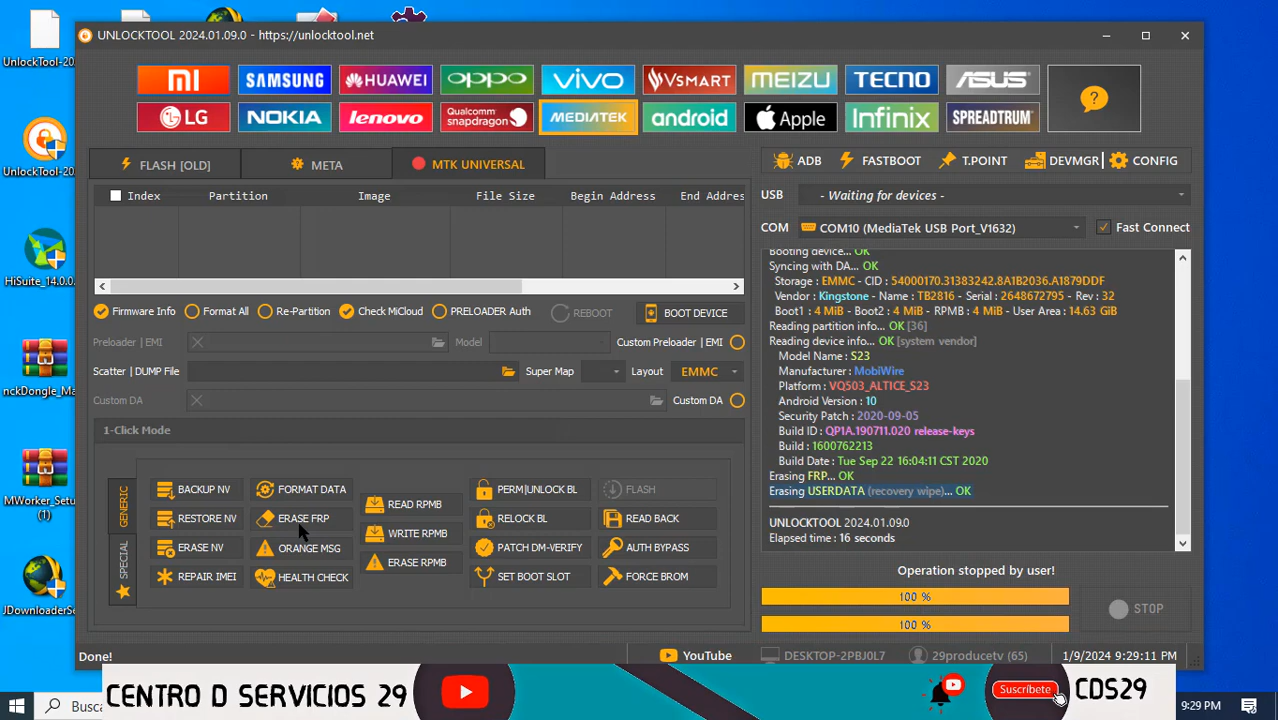 UnlockTool-20
UnlockTool-20
HiSuite_14.0.0.
nckDongle_Ma
MWorker_Setu
(1)
JDownloaderSe
UNLOCKTOOL 2024.01.09.0 - https://unlocktool.net
mi SAMSUNG HUAWEI oppo vivo VSMART MEIZU TECNO ASUS ?
LG NOKIA lenovo Qualcomm snapdragon MEDIATEK android Apple Infinix SPREADTRUM
FLASH [OLD] META MTK UNIVERSAL
Index Partition Image File Size Begin Address End Addres
Firmware Info Format All Re-Partition Check MiCloud PRELOADER Auth REBOOT BOOT DEVICE
Preloader | EMI Model Custom Preloader | EMI
Scatter | DUMP File Super Map Layout EMMC
Custom DA Custom DA
1-Click Mode
GENERIC
SPECIAL
BACKUP NV FORMAT DATA READ RPMB PERM|UNLOCK BL FLASH
RESTORE NV ERASE FRP WRITE RPMB RELOCK BL READ BACK
ERASE NV ORANGE MSG ERASE RPMB PATCH DM-VERIFY AUTH BYPASS
REPAIR IMEI HEALTH CHECK SET BOOT SLOT FORCE BROM
ADB FASTBOOT T.POINT DEVMGR CONFIG
USB - Waiting for devices -
COM COM10 (MediaTek USB Port_V1632) Fast Connect
Booting device... OK
Syncing with DA... OK
Storage : EMMC - CID : 54000170.31383242.8A1B2036.A1879DDF
Vendor : Kingstone - Name : TB2816 - Serial : 2648672795 - Rev : 32
Boot1 : 4 MiB - Boot2 : 4 MiB - RPMB : 4 MiB - User Area : 14.63 GiB
Reading partition info... OK [36]
Reading device info... OK [system vendor]
Model Name : S23
Manufacturer : MobiWire
Platform : VQ503_ALTICE_S23
Android Version : 10
Security Patch : 2020-09-05
Build ID : QP1A.190711.020 release-keys
Build : 1600762213
Build Date : Tue Sep 22 16:04:11 CST 2020
Erasing FRP... OK
Erasing USERDATA (recovery wipe)... OK
UNLOCKTOOL 2024.01.09.0
Elapsed time : 16 seconds
Operation stopped by user!
100 %
100 %
STOP
Done! YouTube DESKTOP-2PBJ0L7 29producetv (65) 1/9/2024 9:29:11 PM
CENTRO D SERVICIOS 29 Suscríbete CDS29
Busca 9:29 PM